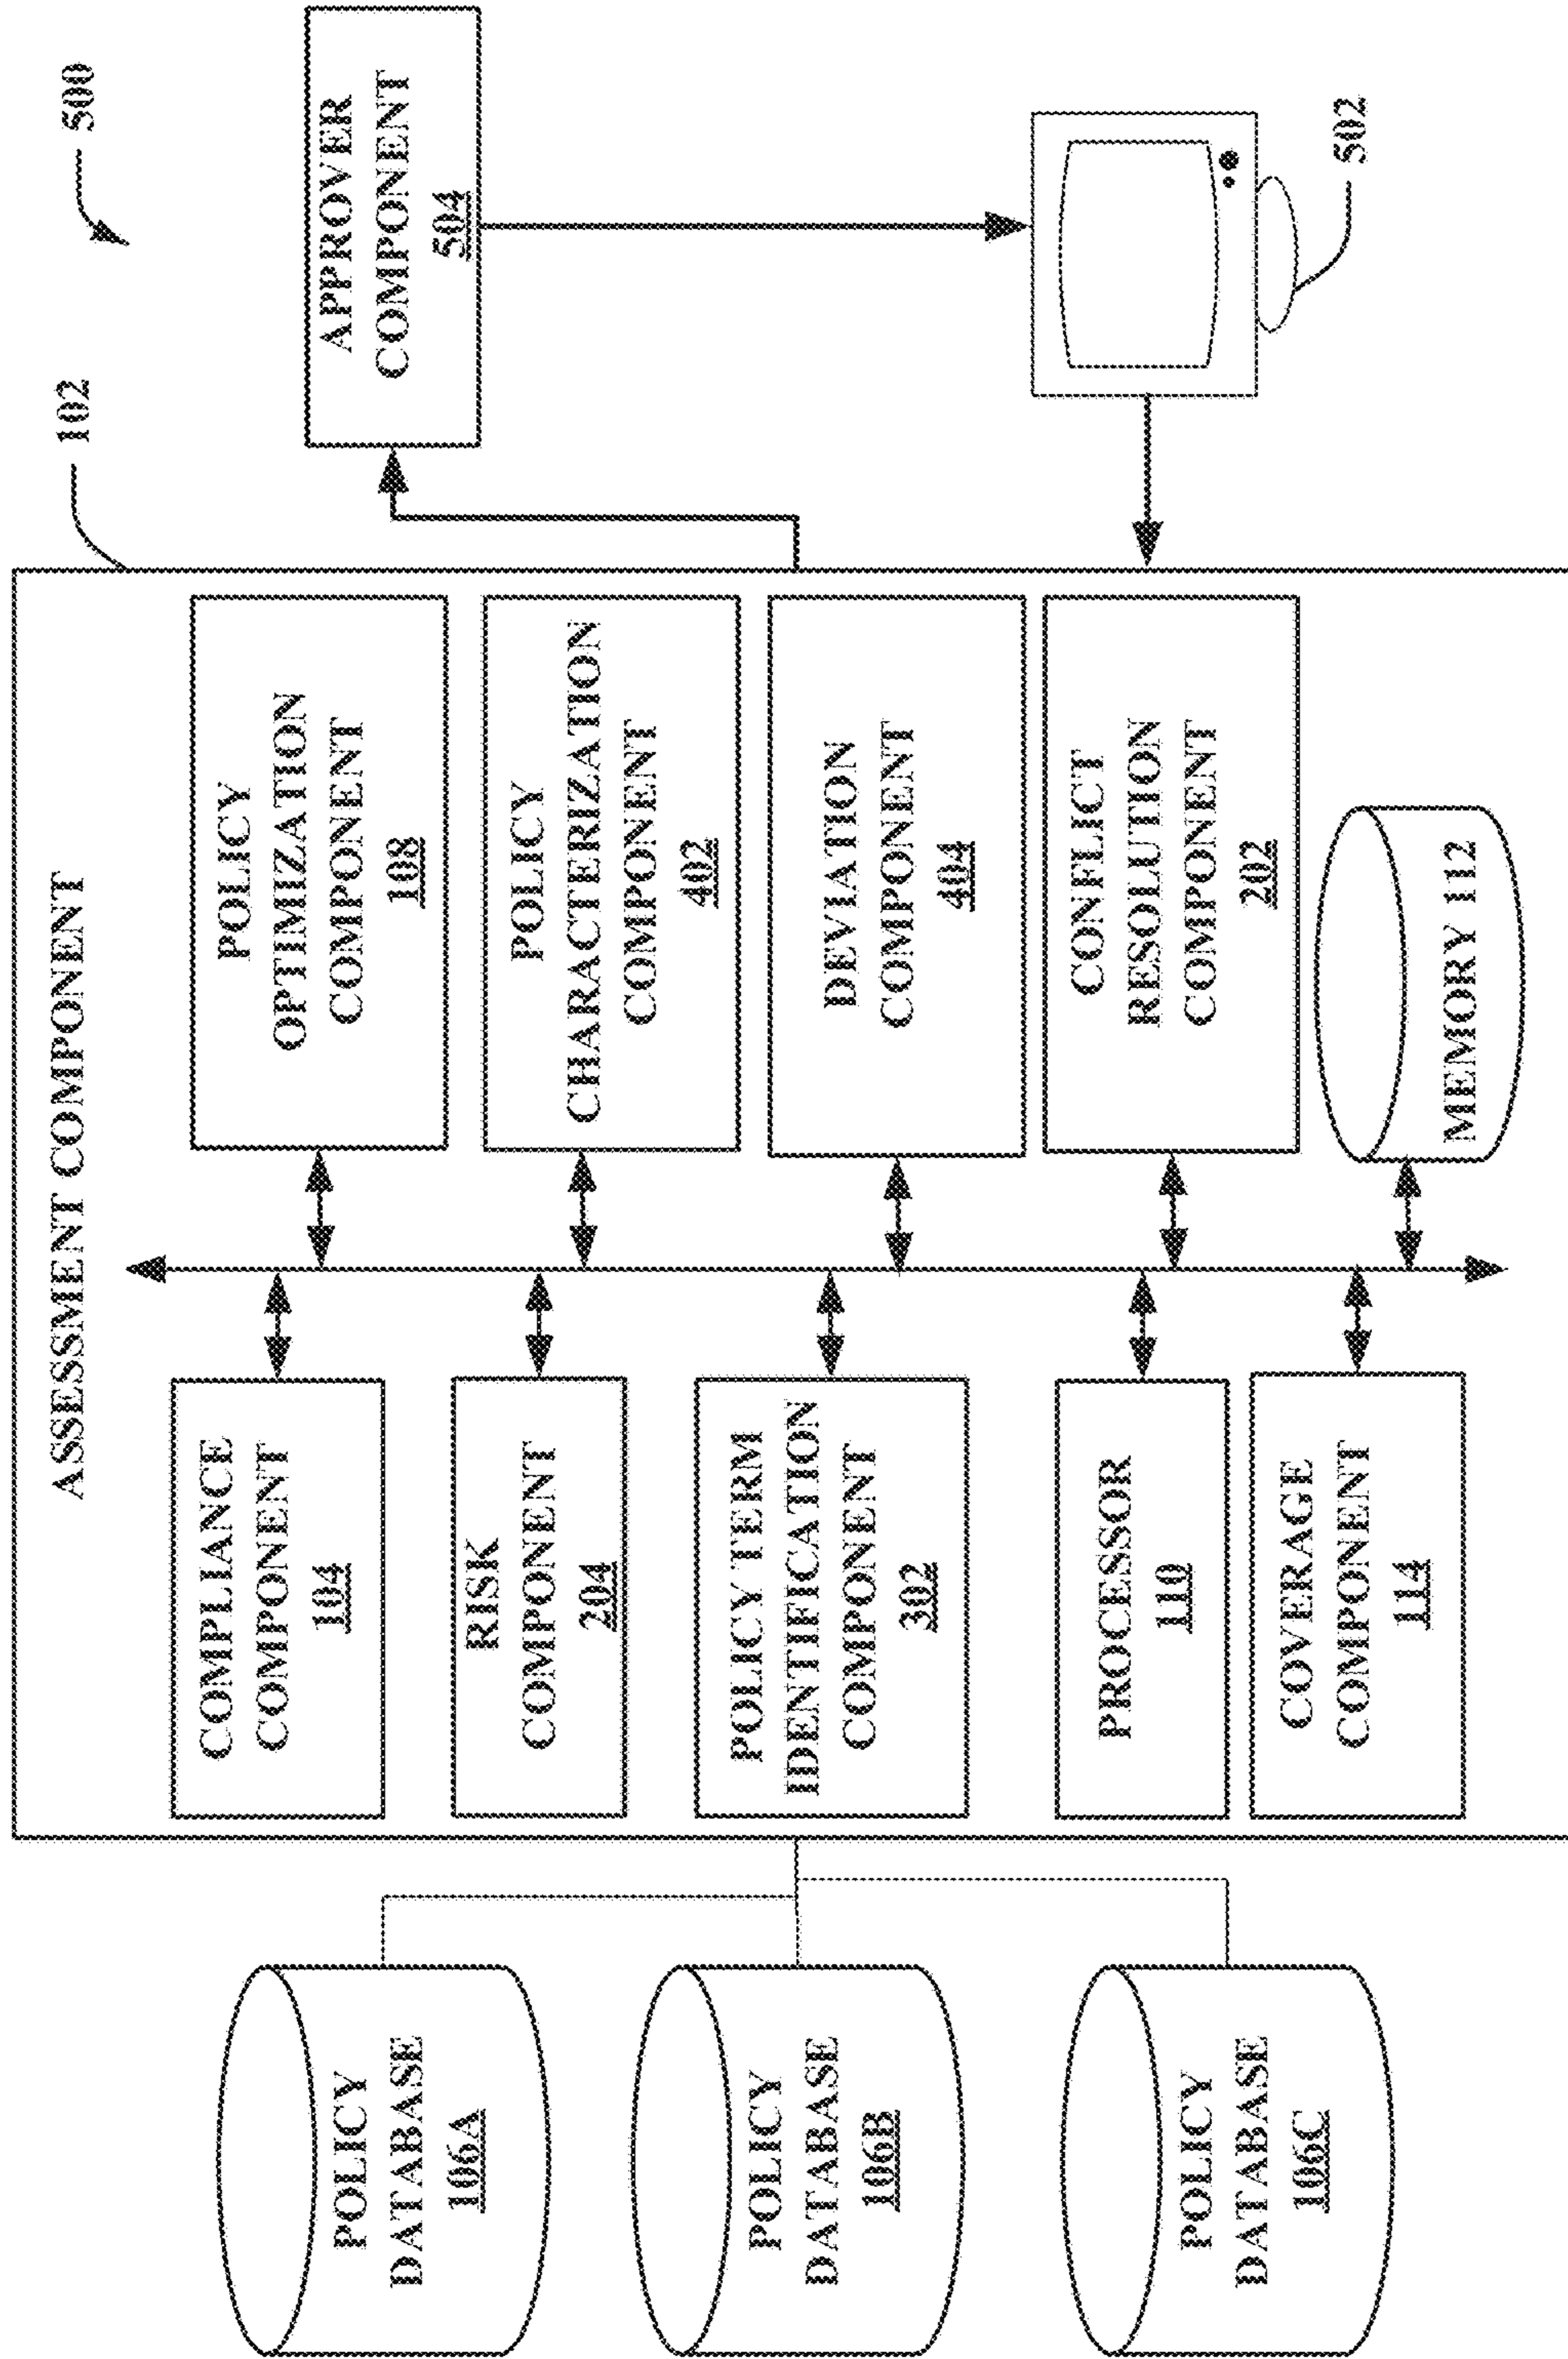 500
102
ASSESSMENT COMPONENT
POLICY
DATABASE
106A
POLICY
DATABASE
106B
POLICY
DATABASE
106C
COMPLIANCE
COMPONENT
104
RISK
COMPONENT
204
POLICY TERM
IDENTIFICATION
COMPONENT
302
PROCESSOR
110
COVERAGE
COMPONENT
114
POLICY
OPTIMIZATION
COMPONENT
108
POLICY
CHARACTERIZATION
COMPONENT
402
DEVIATION
COMPONENT
404
CONFLICT
RESOLUTION
COMPONENT
202
MEMORY 112
APPROVER
COMPONENT
504
502